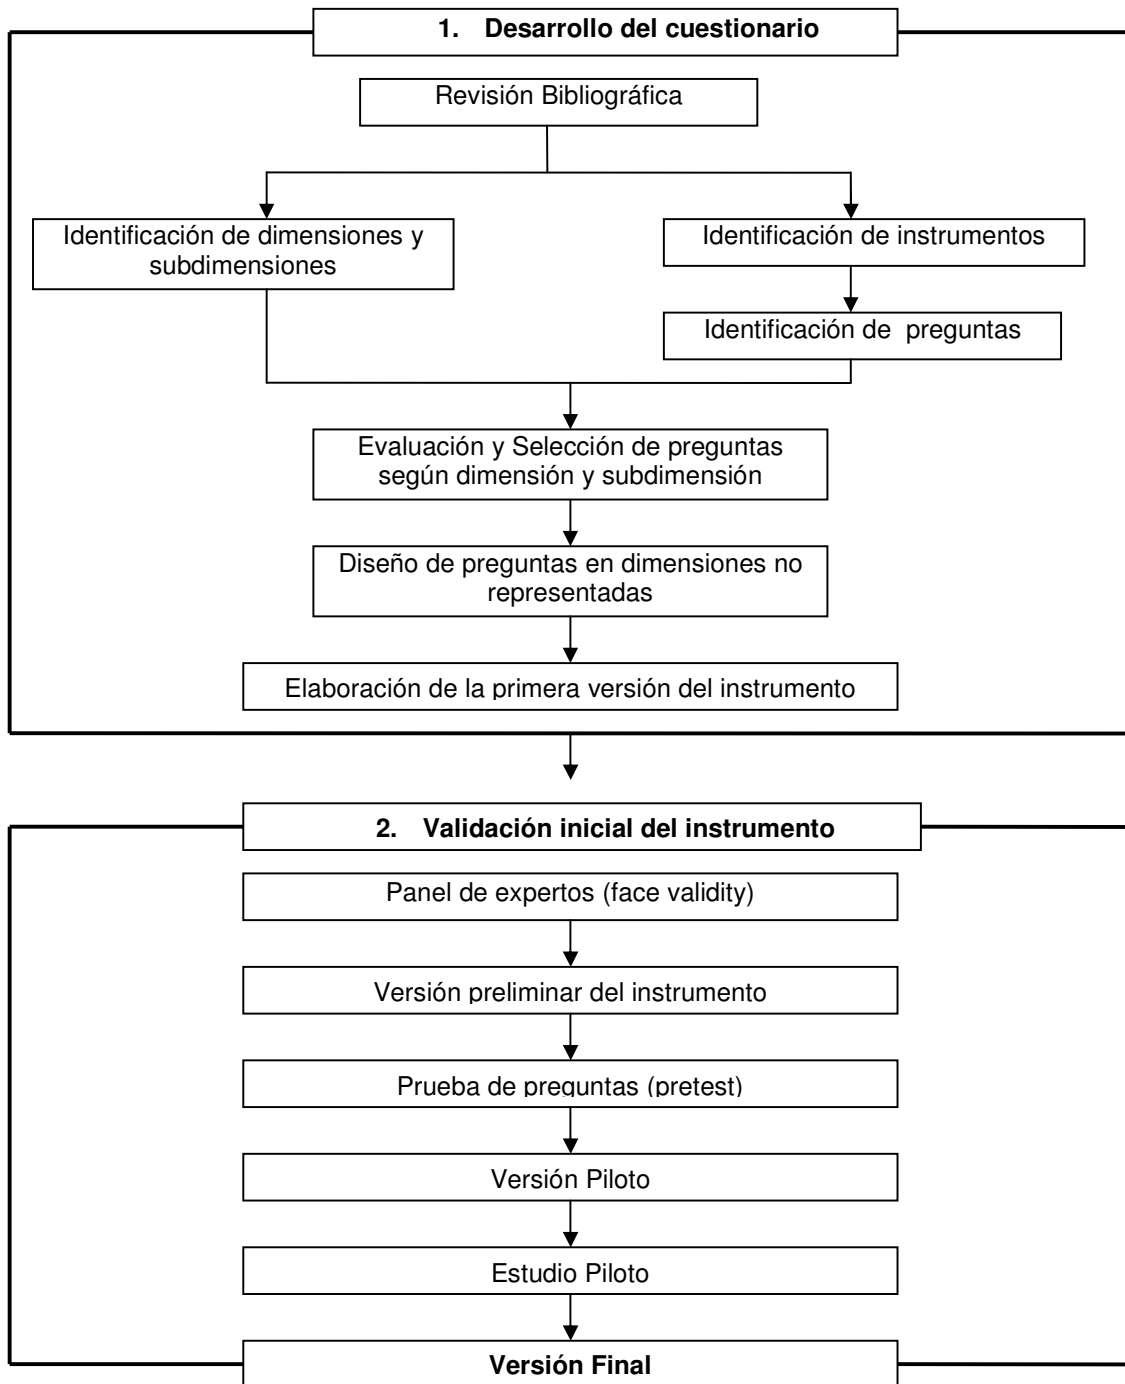 1. Desarrollo del cuestionario
Revisión Bibliográfica
Identificación de dimensiones y
subdimensiones
Identificación de instrumentos
Identificación de preguntas
Evaluación y Selección de preguntas
según dimensión y subdimensión
Diseño de preguntas en dimensiones no
representadas
Elaboración de la primera versión del instrumento
2. Validación inicial del instrumento
Panel de expertos (face validity)
Versión preliminar del instrumento
Prueba de preguntas (pretest)
Versión Piloto
Estudio Piloto
Versión Final